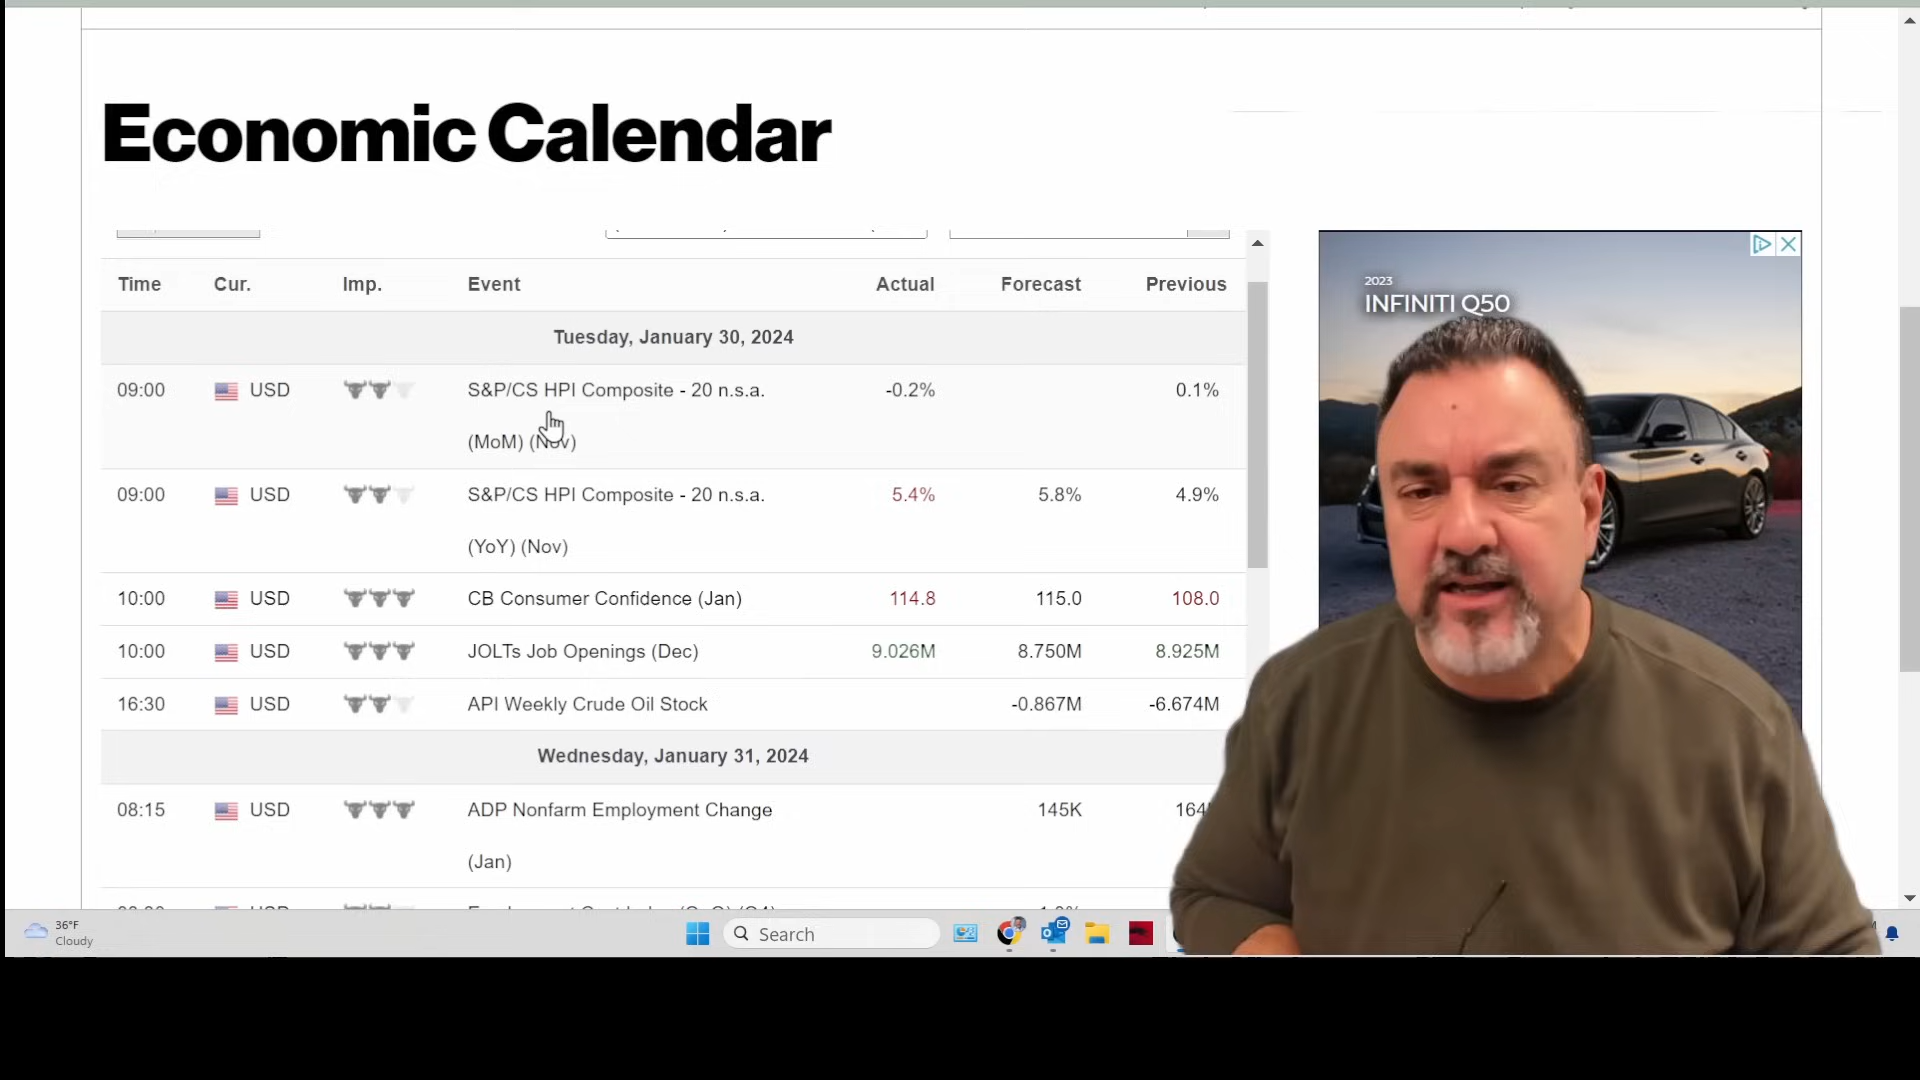 Economic Calendar
Time Cur. Imp. Event Actual Forecast Previous
Tuesday, January 30, 2024
09:00 USD S&P/CS HPI Composite - 20 n.s.a. -0.2% 0.1%
(MoM) (Nov)
09:00 USD S&P/CS HPI Composite - 20 n.s.a. 5.4% 5.8% 4.9%
(YoY) (Nov)
10:00 USD CB Consumer Confidence (Jan) 114.8 115.0 108.0
10:00 USD JOLTs Job Openings (Dec) 9.026M 8.750M 8.925M
16:30 USD API Weekly Crude Oil Stock -0.867M -6.674M
Wednesday, January 31, 2024
08:15 USD ADP Nonfarm Employment Change 145K 164
(Jan)
2023
INFINITI Q50
36°F
Cloudy
Search